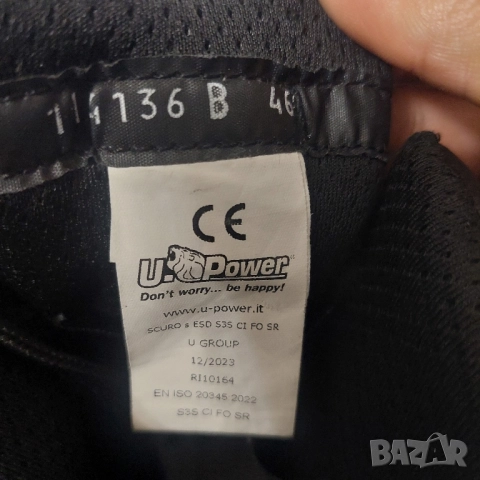 114136 B 46
CE
U-Power
Don't worry... be happy!
www.u-power.it
SCURO # ESD S3S CI FO SR
U GROUP
12/2023
RI10164
EN ISO 20345 2022
S3S CI FO SR
BAZAR